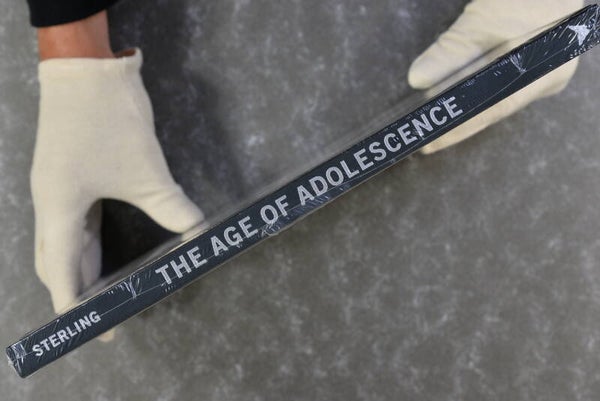 STERLING THE AGE OF ADOLESCENCE